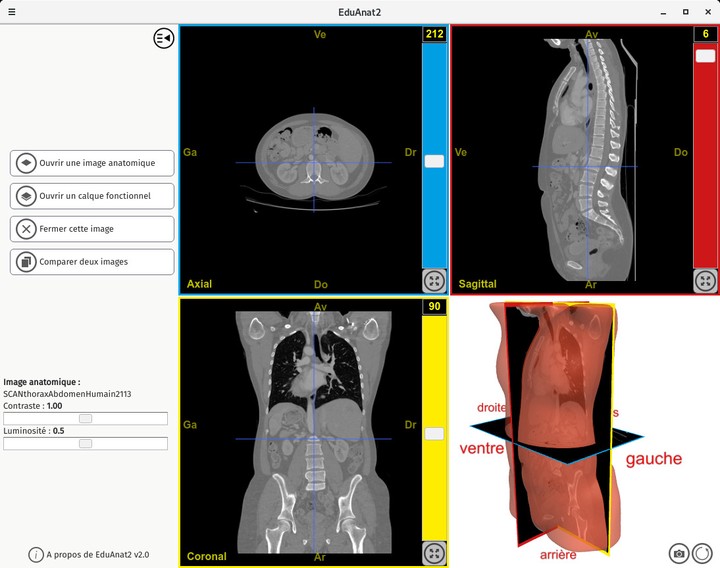 EduAnat2
Ouvrir une image anatomique
Ouvrir un calque fonctionnel
Fermer cette image
Comparer deux images
Image anatomique :
SCANthoraxAbdomenHumain2113
Contraste : 1.00
Luminosité : 0.5
i A propos de EduAnat2 v2.0
Ve
212
Ga
Dr
Axial
Do
Av
6
Ve
Do
Sagittal
Ar
Av
90
Ga
Dr
Coronal
Ar
droite
s
ventre
gauche
arrière